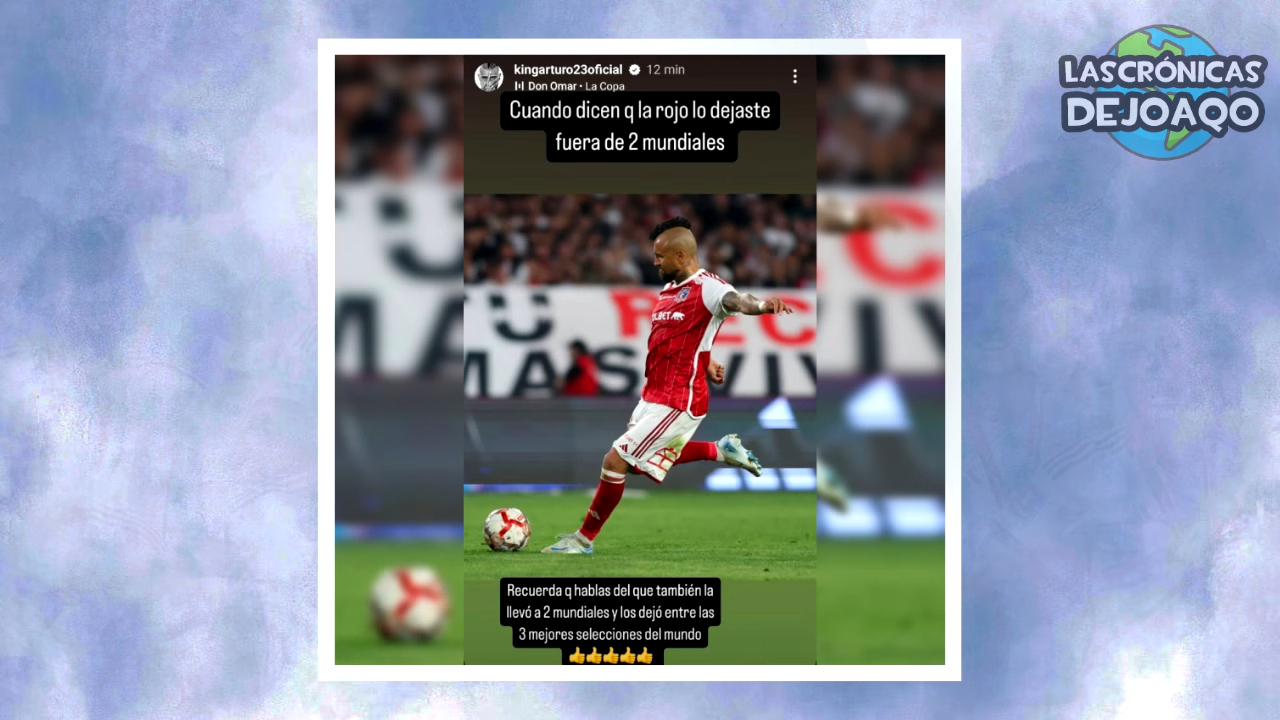 LAS CRÓNICAS
DE JOAQO
kingarturo23oficial 12 min
Don Omar • La Copa
Cuando dicen q la rojo lo dejaste
fuera de 2 mundiales
Recuerda q hablas del que también la
llevó a 2 mundiales y los dejó entre las
3 mejores selecciones del mundo
👍👍👍👍👍